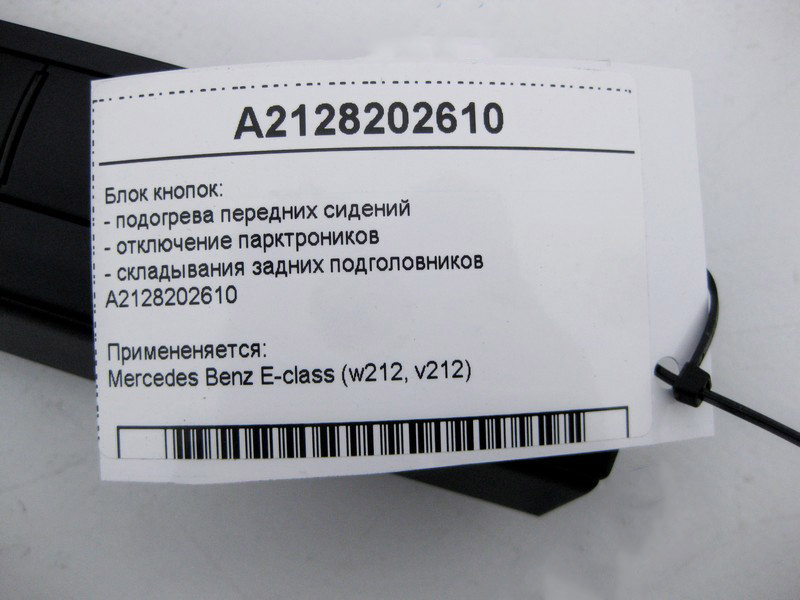 A2128202610
Блок кнопок:
- подогрева передних сидений
- отключение парктроников
- складывания задних подголовников
A2128202610
Примененяется:
Mercedes Benz E-class (w212, v212)